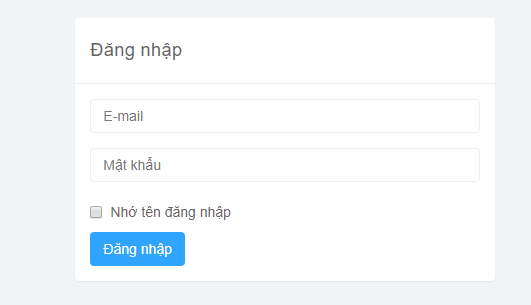 Đăng nhập
E-mail
Mật khẩu
Nhớ tên đăng nhập
Đăng nhập